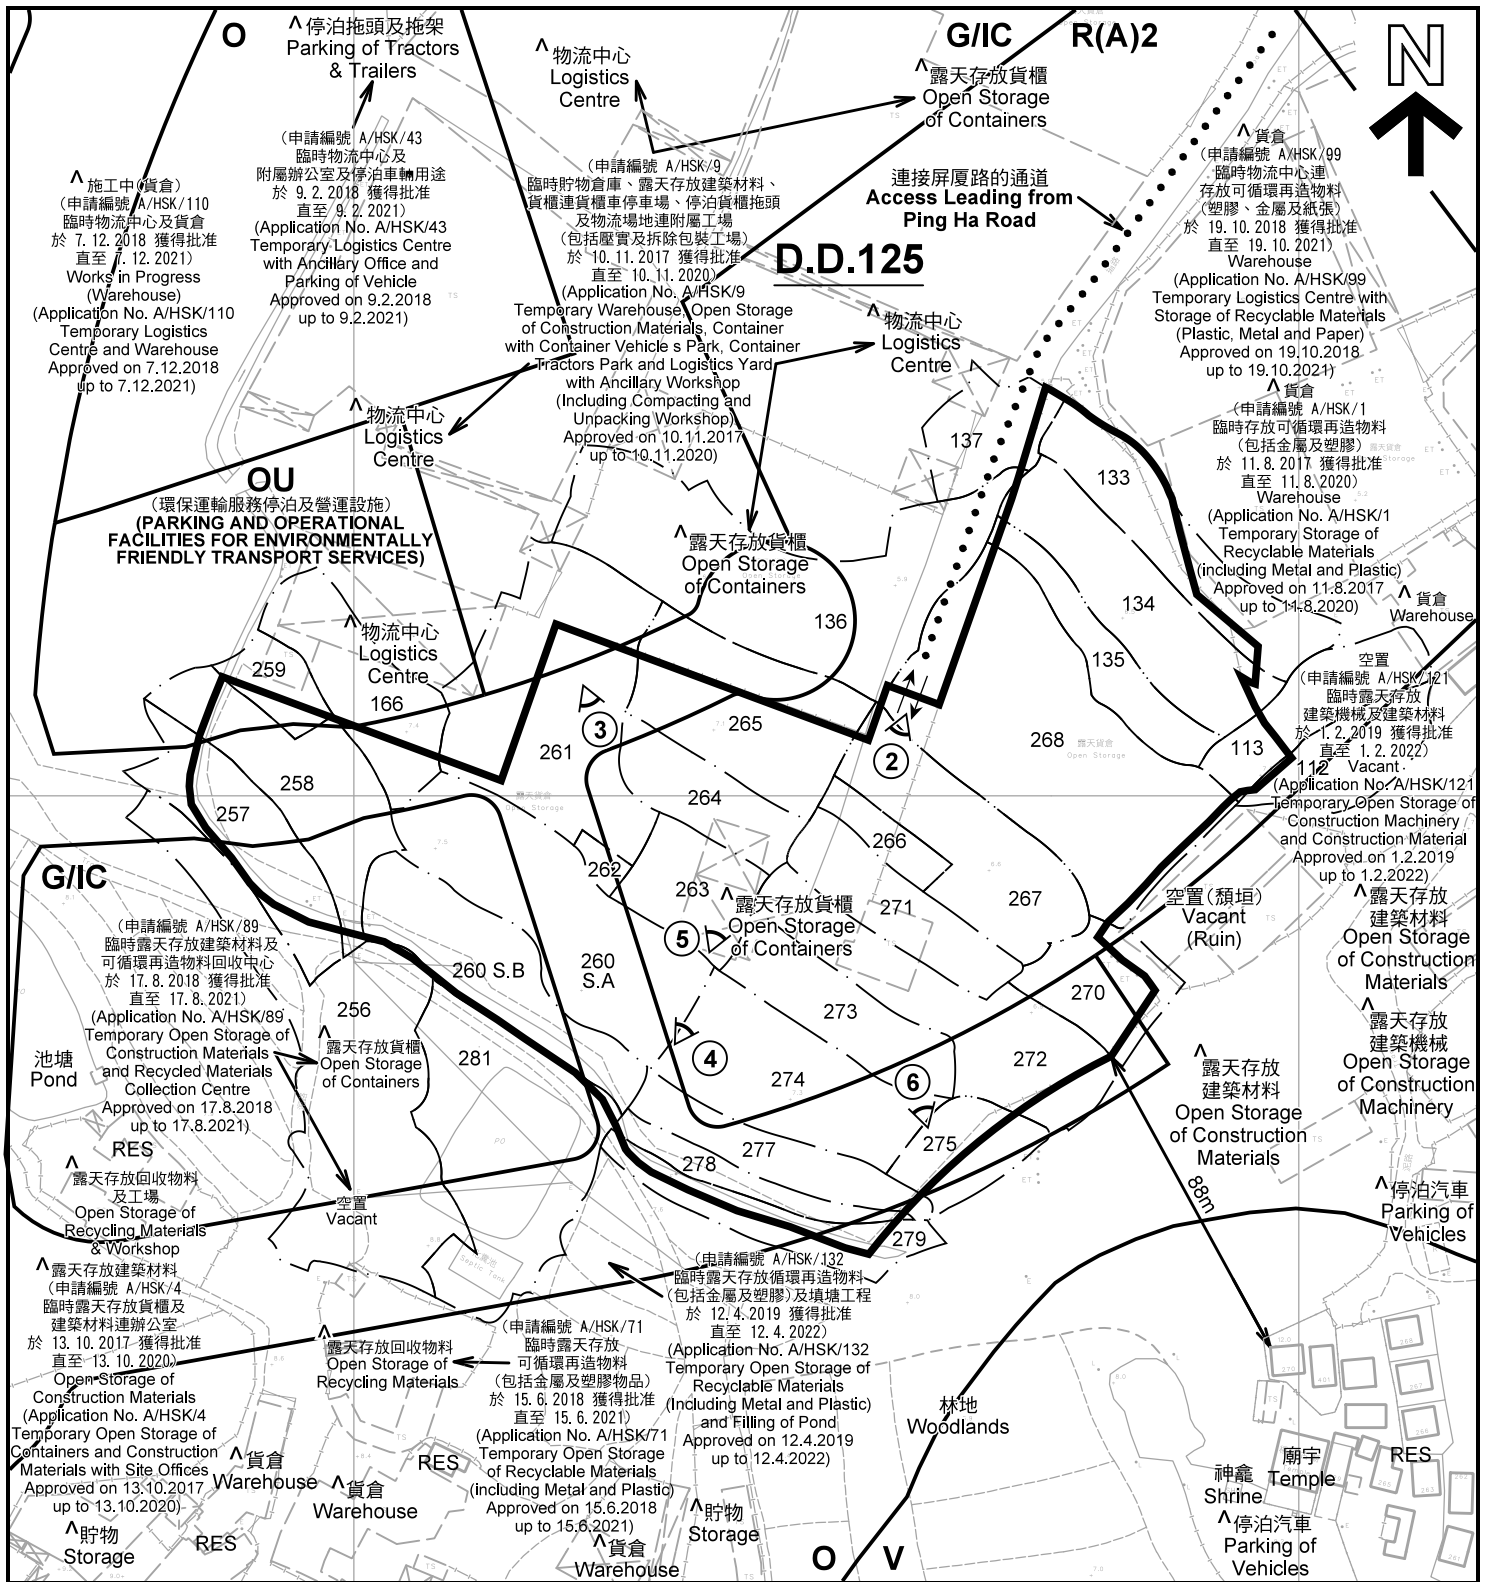 O
^停泊拖頭及拖架
Parking of Tractors
& Trailers
^物流中心
Logistics
Centre
G/IC
R(A)2
N
^露天存放貨櫃
Open Storage
of Containers
^施工中(貨倉)
(申請編號 A/HSK/110
臨時物流中心及貨倉
於 7.12.2018 獲得批准
直至 7.12.2021)
Works in Progress
(Warehouse)
(Application No. A/HSK/110
Temporary Logistics
Centre and Warehouse
Approved on 7.12.2018
up to 7.12.2021)
(申請編號 A/HSK/43
臨時物流中心及
附屬辦公室及停泊車輛用途
於 9.2.2018 獲得批准
直至 9.2.2021)
(Application No. A/HSK/43
Temporary Logistics Centre
with Ancillary Office and
Parking of Vehicle
Approved on 9.2.2018
up to 9.2.2021)
(申請編號 A/HSK/9
臨時貯物倉庫、露天存放建築材料、
貨櫃連貨櫃車停車場、停泊貨櫃拖頭
及物流場地連附屬工場
(包括壓實及拆除包裝工場)
於 10.11.2017 獲得批准
直至 10.11.2020)
(Application No. A/HSK/9
Temporary Warehouse, Open Storage
of Construction Materials, Container
with Container Vehicle s Park, Container
Tractors Park and Logistics Yard
with Ancillary Workshop
(Including Compacting and
Unpacking Workshop)
Approved on 10.11.2017
up to 10.11.2020)
連接屏厦路的通道
Access Leading from
Ping Ha Road
D.D.125
^貨倉
(申請編號 A/HSK/99
臨時物流中心連
存放可循環再造物料
(塑膠、金屬及紙張)
於 19.10.2018 獲得批准
直至 19.10.2021)
Warehouse
(Application No. A/HSK/99
Temporary Logistics Centre with
Storage of Recyclable Materials
(Plastic, Metal and Paper)
Approved on 19.10.2018
up to 19.10.2021)
^物流中心
Logistics
Centre
^貨倉
(申請編號 A/HSK/1
臨時存放可循環再造物料
(包括金屬及塑膠)
於 11.8.2017 獲得批准
直至 11.8.2020)
Warehouse
(Application No. A/HSK/1
Temporary Storage of
Recyclable Materials
(including Metal and Plastic)
Approved on 11.8.2017
up to 11.8.2020)
^物流中心
Logistics
Centre
OU
(環保運輸服務停泊及營運設施)
(PARKING AND OPERATIONAL
FACILITIES FOR ENVIRONMENTALLY
FRIENDLY TRANSPORT SERVICES)
^露天存放貨櫃
Open Storage
of Containers
^物流中心
Logistics
Centre
^貨倉
Warehouse
137
133
134
135
136
259
166
261
265
3
2
268
113
112
空置
(申請編號 A/HSK/121
臨時露天存放
建築機械及建築材料
於 1.2.2019 獲得批准
直至 1.2.2022)
Vacant
(Application No. A/HSK/121
Temporary Open Storage of
Construction Machinery
and Construction Material
Approved on 1.2.2019
up to 1.2.2022)
258
257
264
266
262
263
271
267
露天貨倉
Open Storage
G/IC
^露天存放貨櫃
Open Storage
of Containers
空置(頹垣)
Vacant
(Ruin)
^露天存放
建築材料
Open Storage
of Construction
Materials
(申請編號 A/HSK/89
臨時露天存放建築材料及
可循環再造物料回收中心
於 17.8.2018 獲得批准
直至 17.8.2021)
(Application No. A/HSK/89
Temporary Open Storage of
Construction Materials
and Recycled Materials
Collection Centre
Approved on 17.8.2018
up to 17.8.2021)
5
260 S.B
260
S.A
256
273
270
^露天存放
建築機械
Open Storage
of Construction
Machinery
池塘
Pond
^露天存放貨櫃
Open Storage
of Containers
281
4
274
6
272
^露天存放
建築材料
Open Storage
of Construction
Materials
RES
277
278
275
279
88m
^露天存放回收物料
及工場
Open Storage of
Recycling Materials
& Workshop
空置
Vacant
^停泊汽車
Parking of
Vehicles
Septic Tank
^露天存放建築材料
(申請編號 A/HSK/4
臨時露天存放貨櫃及
建築材料連辦公室
於 13.10.2017 獲得批准
直至 13.10.2020)
Open Storage of
Construction Materials
(Application No. A/HSK/4
Temporary Open Storage of
Containers and Construction
Materials with Site Offices
Approved on 13.10.2017
up to 13.10.2020)
^露天存放回收物料
Open Storage of
Recycling Materials
(申請編號 A/HSK/71
臨時露天存放
可循環再造物料
(包括金屬及塑膠物品)
於 15.6.2018 獲得批准
直至 15.6.2021)
(Application No. A/HSK/71
Temporary Open Storage
of Recyclable Materials
(including Metal and Plastic)
Approved on 15.6.2018
up to 15.6.2021)
(申請編號 A/HSK/132
臨時露天存放循環再造物料
(包括金屬及塑膠)及填塘工程
於 12.4.2019 獲得批准
直至 12.4.2022)
(Application No. A/HSK/132
Temporary Open Storage of
Recyclable Materials
(Including Metal and Plastic)
and Filling of Pond
Approved on 12.4.2019
up to 12.4.2022)
林地
Woodlands
^貨倉
Warehouse
^貨倉
Warehouse
RES
^貯物
Storage
RES
^貯物
Storage
^貨倉
Warehouse
O
V
神龕
Shrine
廟宇
Temple
RES
^停泊汽車
Parking of
Vehicles